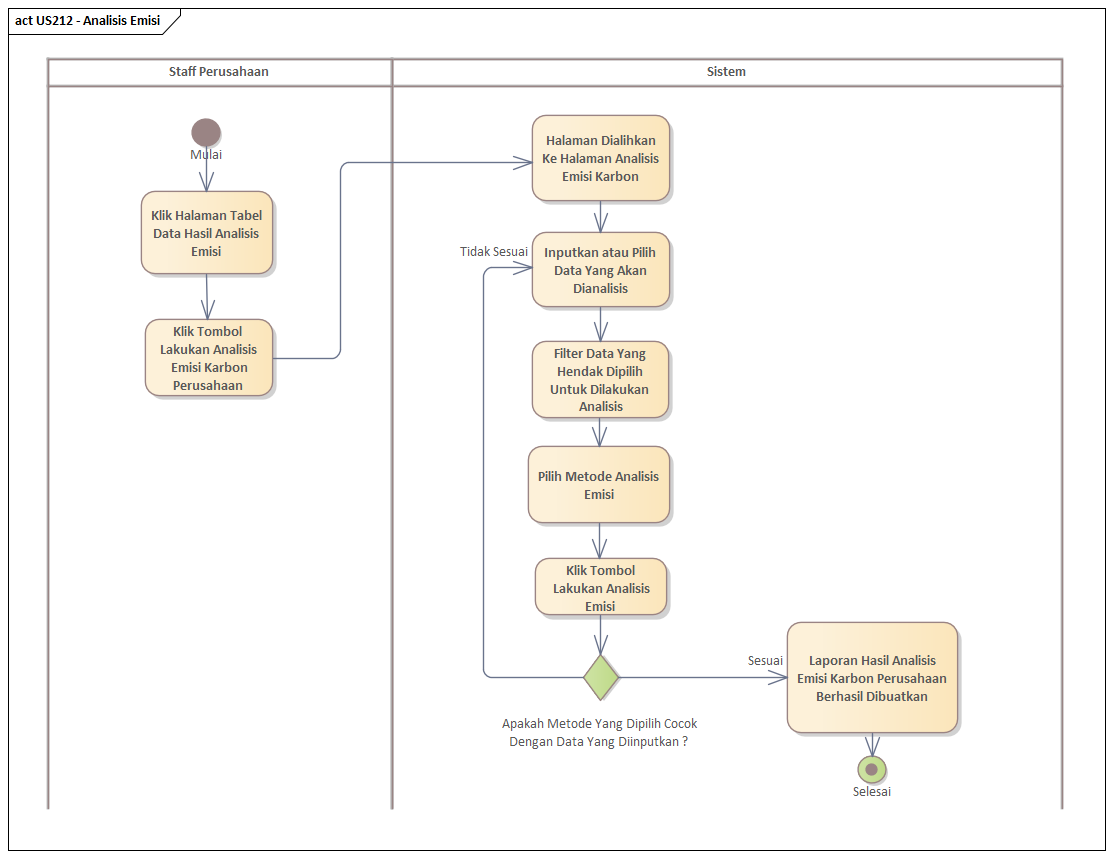 act US212 - Analisis Emisi
Staff Perusahaan
Sistem
Mulai
Klik Halaman Tabel
Data Hasil Analisis
Emisi
Klik Tombol
Lakukan Analisis
Emisi Karbon
Perusahaan
Halaman Dialihkan
Ke Halaman Analisis
Emisi Karbon
Tidak Sesuai
Inputkan atau Pilih
Data Yang Akan
Dianalisis
Filter Data Yang
Hendak Dipilih
Untuk Dilakukan
Analisis
Pilih Metode Analisis
Emisi
Klik Tombol
Lakukan Analisis
Emisi
Apakah Metode Yang Dipilih Cocok
Dengan Data Yang Diinputkan ?
Sesuai
Laporan Hasil Analisis
Emisi Karbon Perusahaan
Berhasil Dibuatkan
Selesai